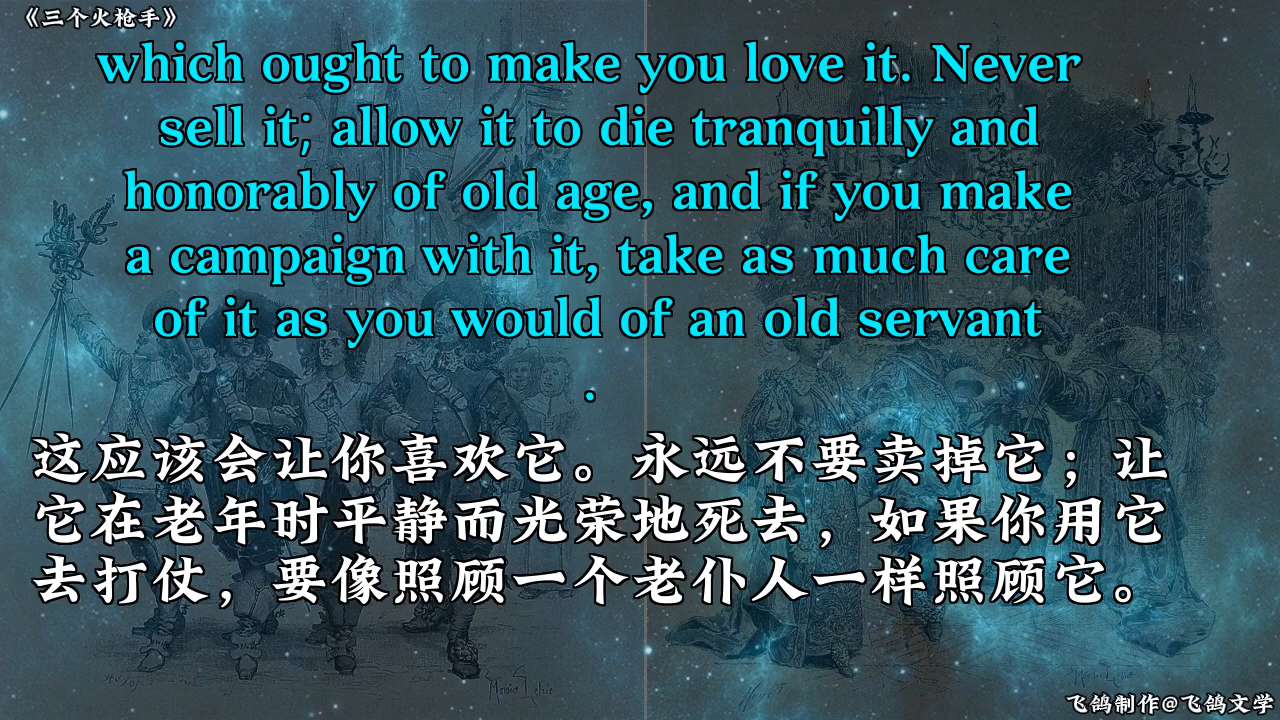 《三个火枪手》
which ought to make you love it. Never
sell it; allow it to die tranquilly and
honorably of old age, and if you make
a campaign with it, take as much care
of it as you would of an old servant
.
这应该会让你喜欢它。永远不要卖掉它；让
它在老年时平静而光荣地死去，如果你用它
去打仗，要像照顾一个老仆人一样照顾它。
飞鸽制作@飞鸽文学